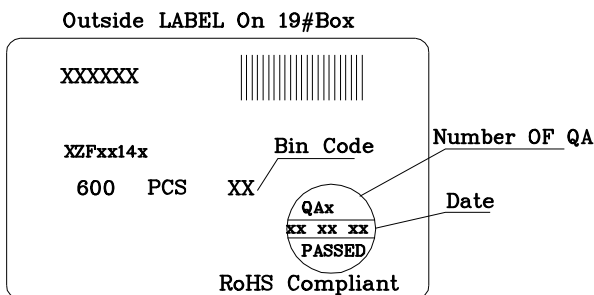 Outside LABEL On 19#Box
XXXXXX
XZFxx14x
Bin Code
Number OF QA
600 PCS XX
QAx
Date
xx xx xx
PASSED
RoHS Compliant